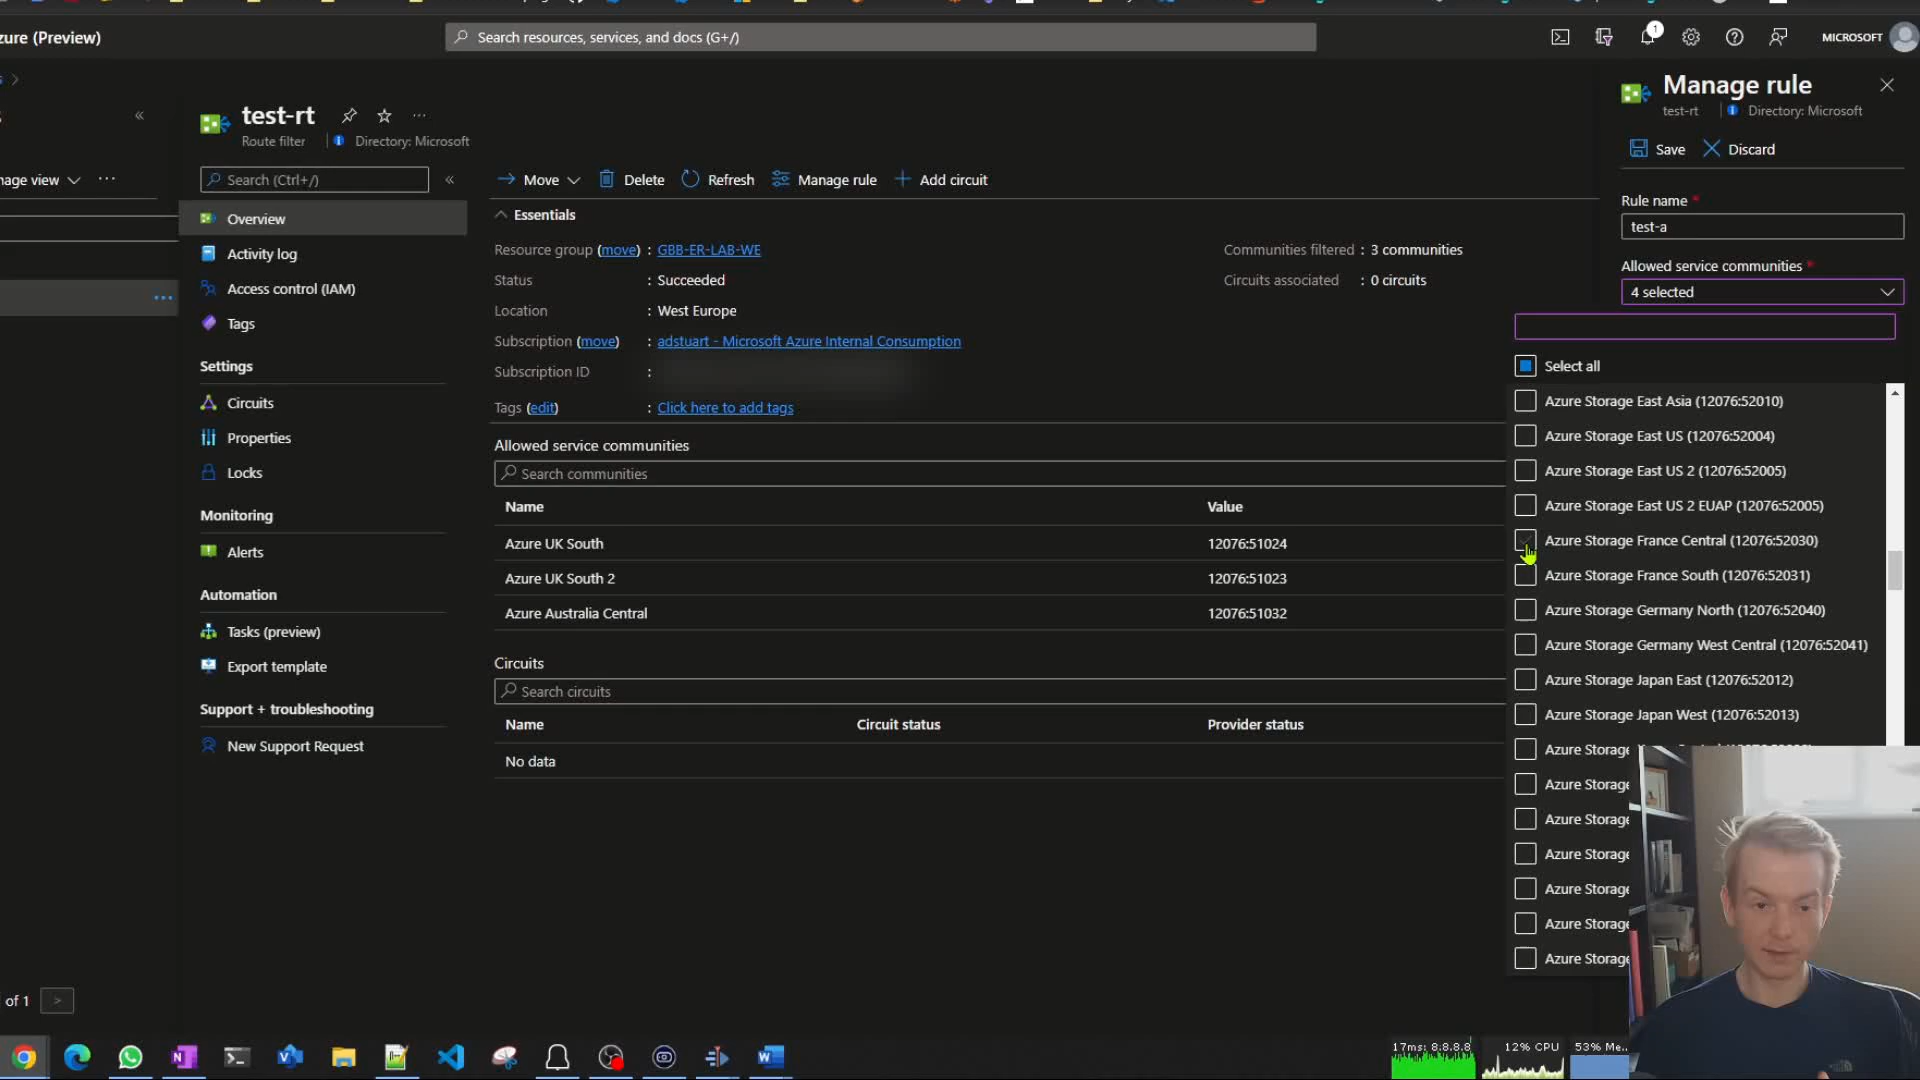 zure (Preview)
Search resources, services, and docs (G+/)
1
MICROSOFT
test-rt
Route filter
Directory: Microsoft
nage view
Search (Ctrl+/)
Overview
Activity log
Access control (IAM)
Tags
Settings
Circuits
Properties
Locks
Monitoring
Alerts
Automation
Tasks (preview)
Export template
Support + troubleshooting
New Support Request
of 1
>
Move
Delete
Refresh
Manage rule
Add circuit
Essentials
Resource group (move) : GBB-ER-LAB-WE
Status : Succeeded
Location : West Europe
Subscription (move) : adstuart - Microsoft Azure Internal Consumption
Subscription ID :
Tags (edit) : Click here to add tags
Communities filtered : 3 communities
Circuits associated : 0 circuits
Allowed service communities
Search communities
Name Value
Azure UK South 12076:51024
Azure UK South 2 12076:51023
Azure Australia Central 12076:51032
Circuits
Search circuits
Name Circuit status Provider status
No data
Manage rule
test-rt
Directory: Microsoft
Save
Discard
Rule name *
test-a
Allowed service communities *
4 selected
Select all
Azure Storage East Asia (12076:52010)
Azure Storage East US (12076:52004)
Azure Storage East US 2 (12076:52005)
Azure Storage East US 2 EUAP (12076:52005)
Azure Storage France Central (12076:52030)
Azure Storage France South (12076:52031)
Azure Storage Germany North (12076:52040)
Azure Storage Germany West Central (12076:52041)
Azure Storage Japan East (12076:52012)
Azure Storage Japan West (12076:52013)
Azure Storage
Azure Storage
Azure Storage
Azure Storage
Azure Storage
Azure Storage
Azure Storage
17ms: 8.8.8.8
12% CPU
53% Me...